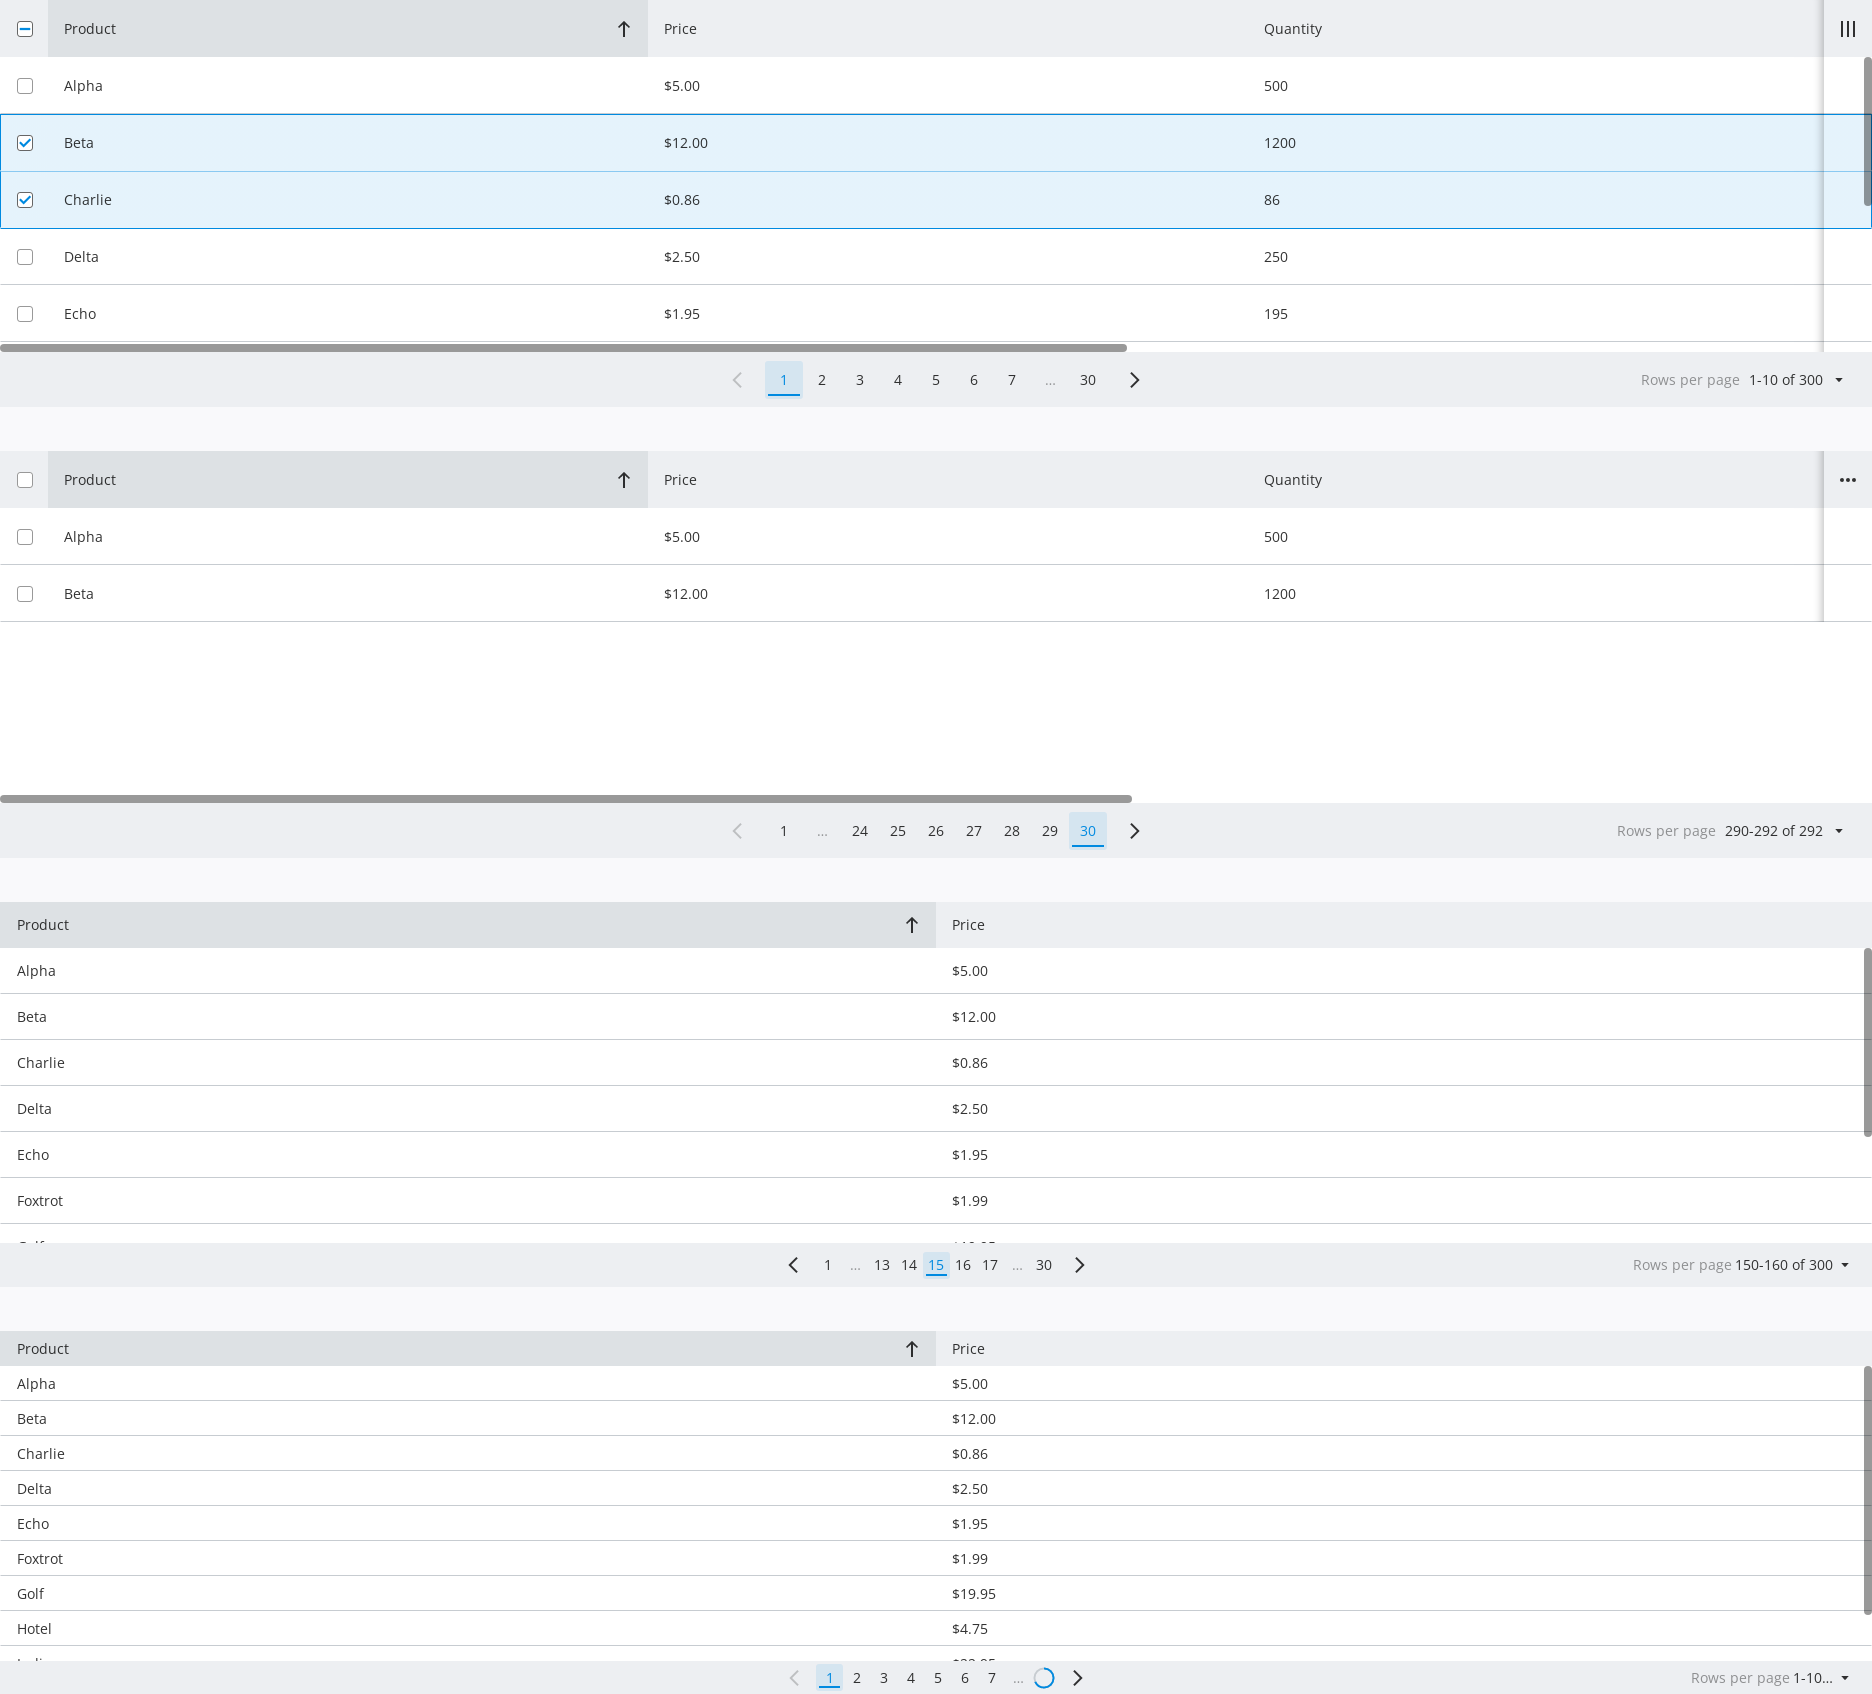 Product Price Quantity
Alpha $5.00 500
Beta $12.00 1200
Charlie $0.86 86
Delta $2.50 250
Echo $1.95 195
1 2 3 4 5 6 7 ... 30 Rows per page 1-10 of 300
Product Price Quantity
Alpha $5.00 500
Beta $12.00 1200
1 ... 24 25 26 27 28 29 30 Rows per page 290-292 of 292
Product Price
Alpha $5.00
Beta $12.00
Charlie $0.86
Delta $2.50
Echo $1.95
Foxtrot $1.99
1 ... 13 14 15 16 17 ... 30 Rows per page 150-160 of 300
Product Price
Alpha $5.00
Beta $12.00
Charlie $0.86
Delta $2.50
Echo $1.95
Foxtrot $1.99
Golf $19.95
Hotel $4.75
1 2 3 4 5 6 7 ... Rows per page 1-10...